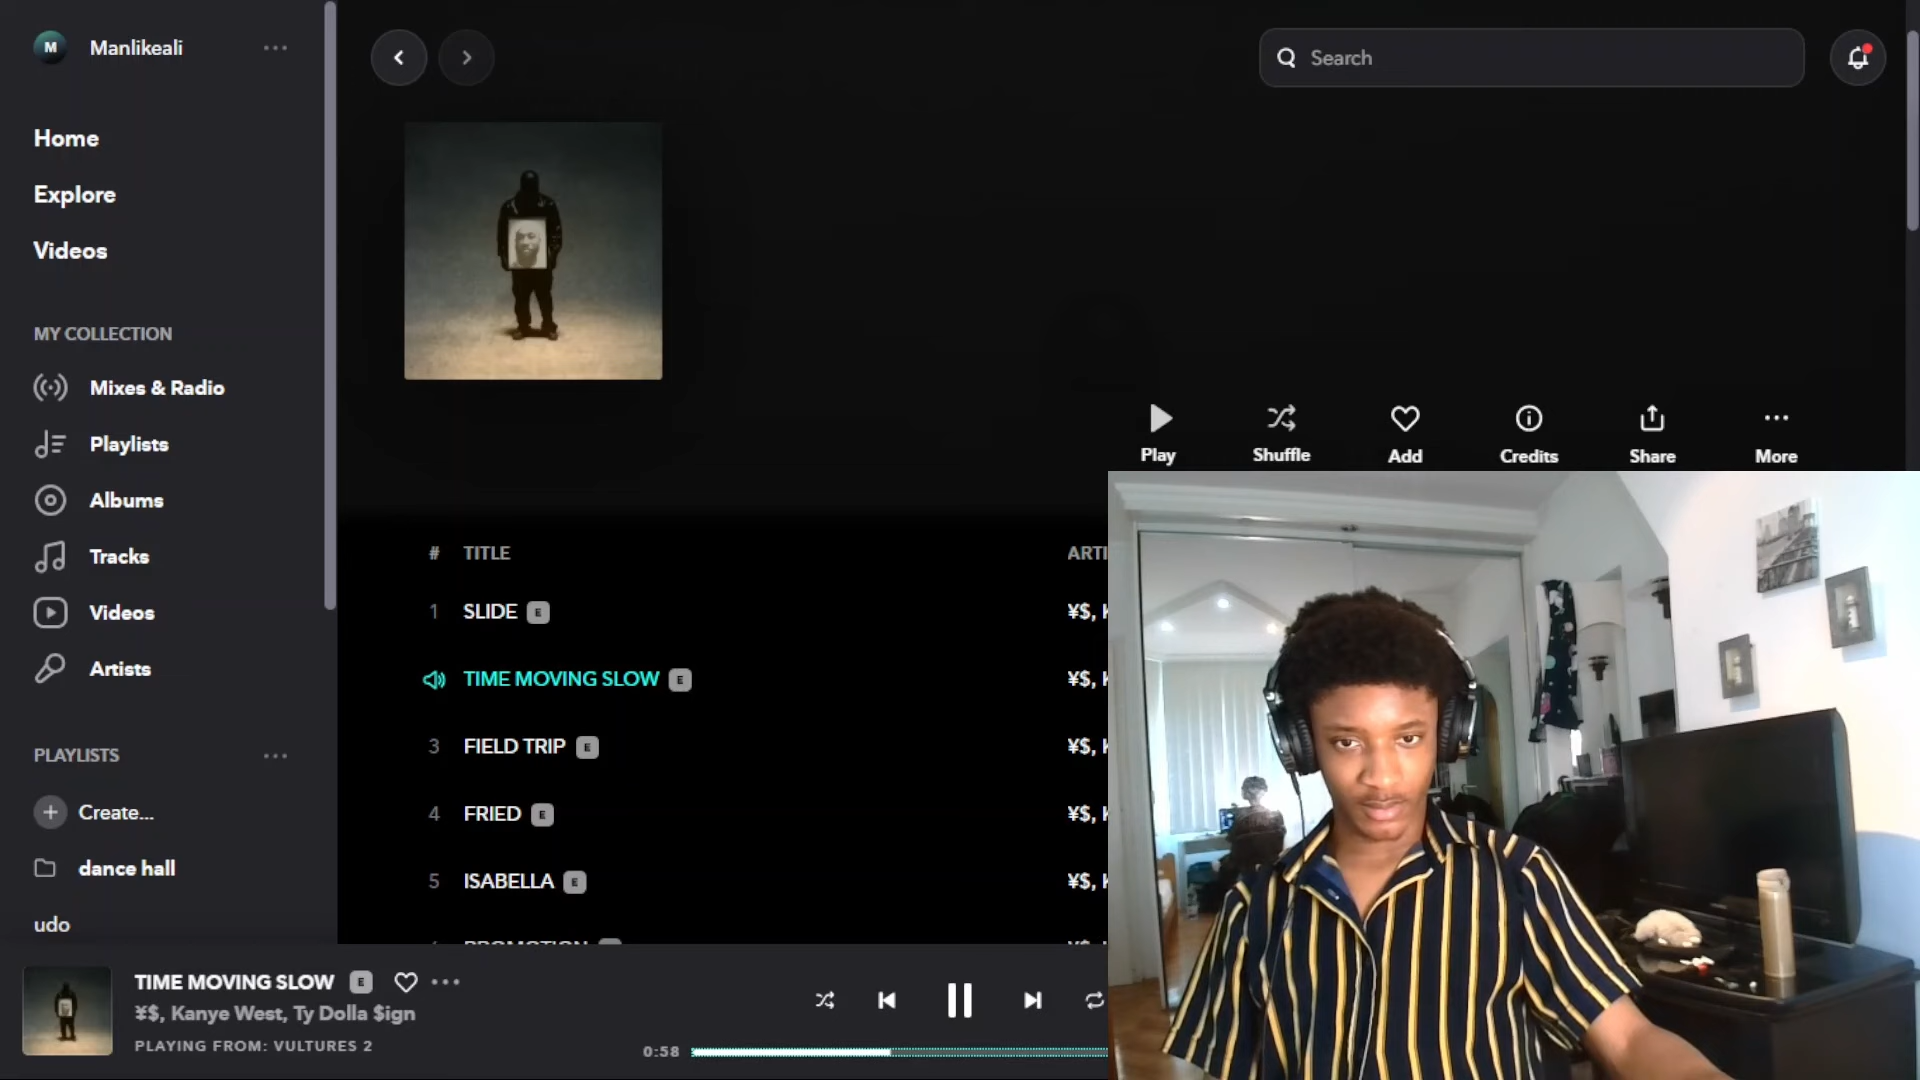 M Manlikeali
Home
Explore
Videos
MY COLLECTION
Mixes & Radio
Playlists
Albums
Tracks
Videos
Artists
PLAYLISTS
Create...
dance hall
udo
Search
Play
Shuffle
Add
Credits
Share
More
# TITLE ARTI
1 SLIDE E ¥$, K
TIME MOVING SLOW E ¥$, K
3 FIELD TRIP E ¥$, K
4 FRIED E ¥$, K
5 ISABELLA E ¥$, K
PROMOTION
TIME MOVING SLOW E
¥$, Kanye West, Ty Dolla $ign
PLAYING FROM: VULTURES 2
0:58